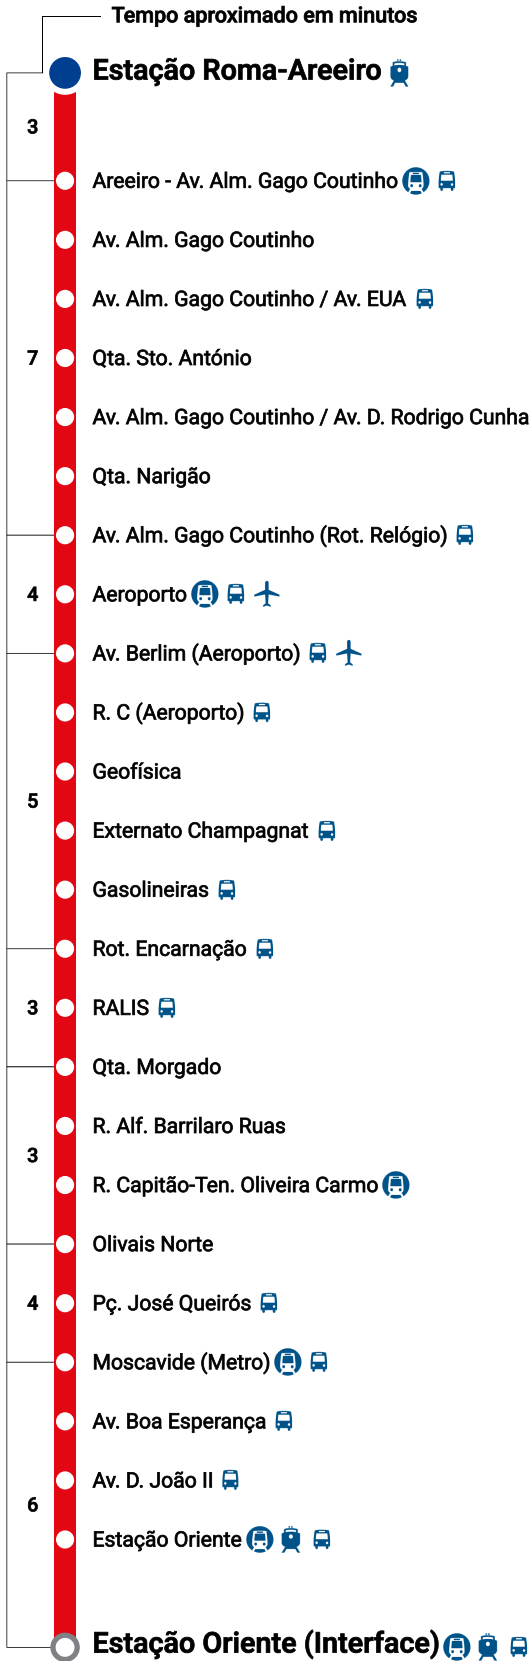 Tempo aproximado em minutos
Estação Roma-Areeiro
3
Areeiro - Av. Alm. Gago Coutinho
Av. Alm. Gago Coutinho
Av. Alm. Gago Coutinho / Av. EUA
7 Qta. Sto. António
Av. Alm. Gago Coutinho / Av. D. Rodrigo Cunha
Qta. Narigão
Av. Alm. Gago Coutinho (Rot. Relógio)
4 Aeroporto
Av. Berlim (Aeroporto)
R. C (Aeroporto)
Geofísica
5
Externato Champagnat
Gasolineiras
Rot. Encarnação
3 RALIS
Qta. Morgado
R. Alf. Barrilaro Ruas
3
R. Capitão-Ten. Oliveira Carmo
Olivais Norte
4 Pç. José Queirós
Moscavide (Metro)
Av. Boa Esperança
Av. D. João II
6
Estação Oriente
Estação Oriente (Interface)